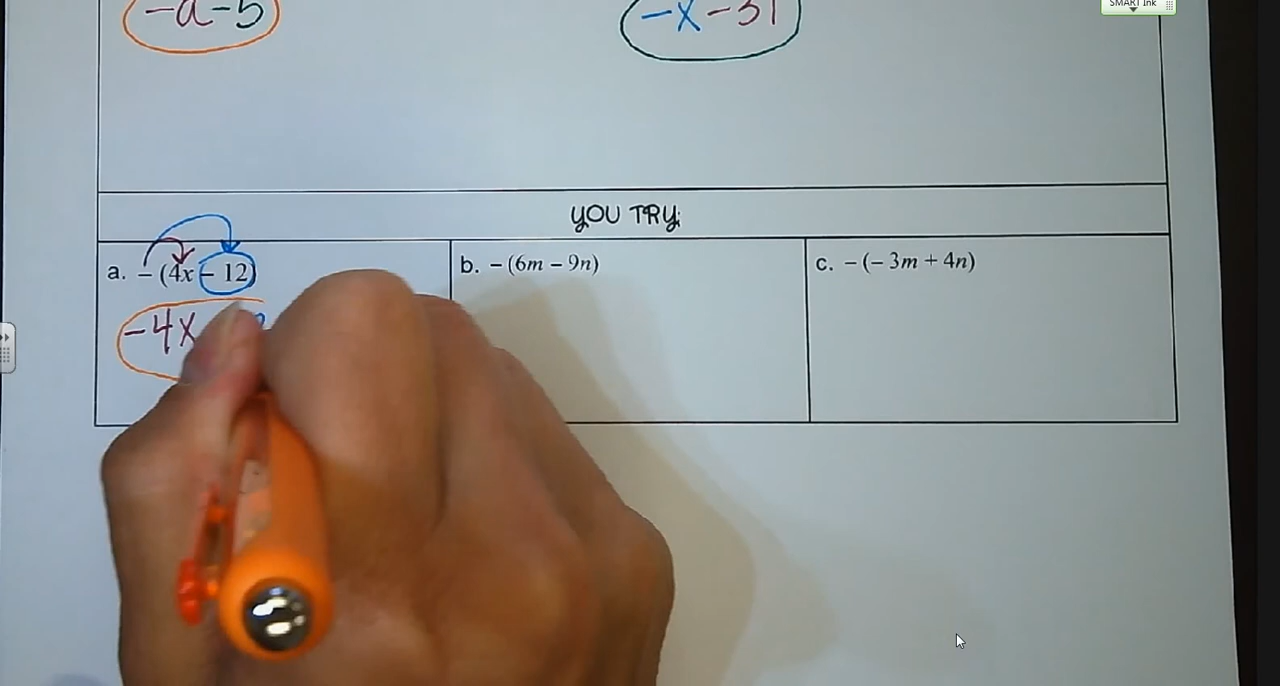 SMART Ink
-a-5
-x-31
YOU TRY:
a. - (4x - 12)
b. - (6m - 9n)
c. - (- 3m + 4n)
-4x